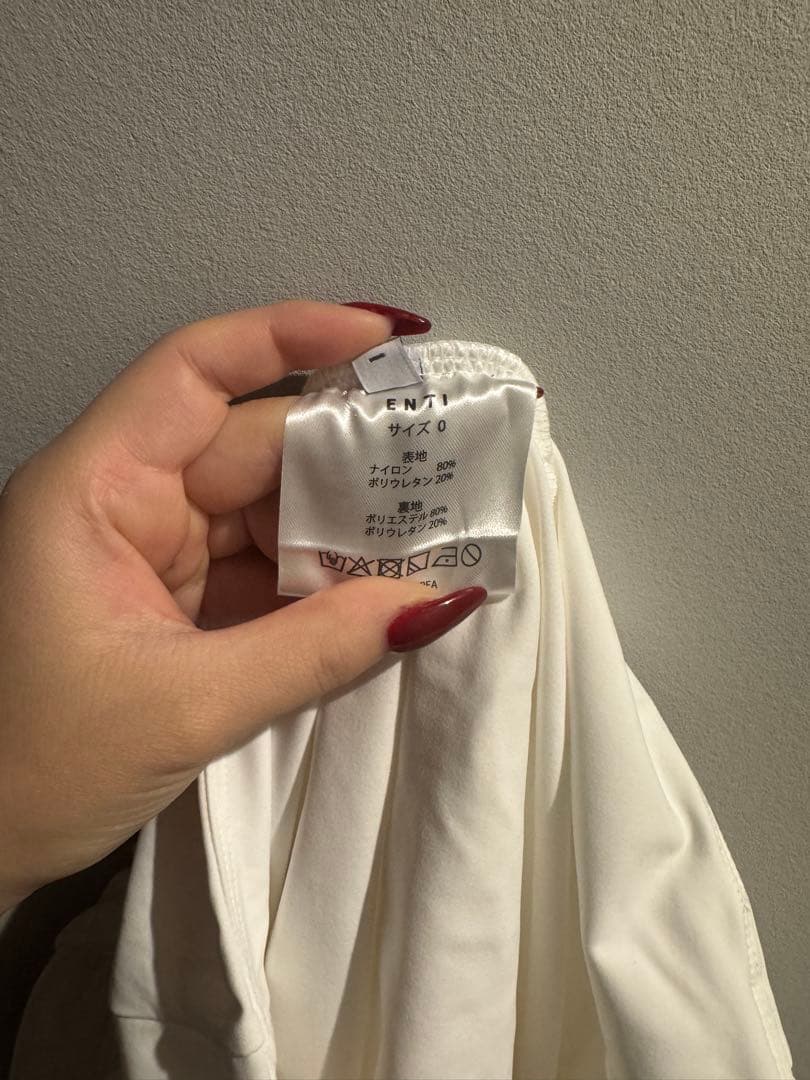 ENTI
サイズ 0
表地
ナイロン 80%
ポリウレタン 20%
裏地
ポリエステル 80%
ポリウレタン 20%